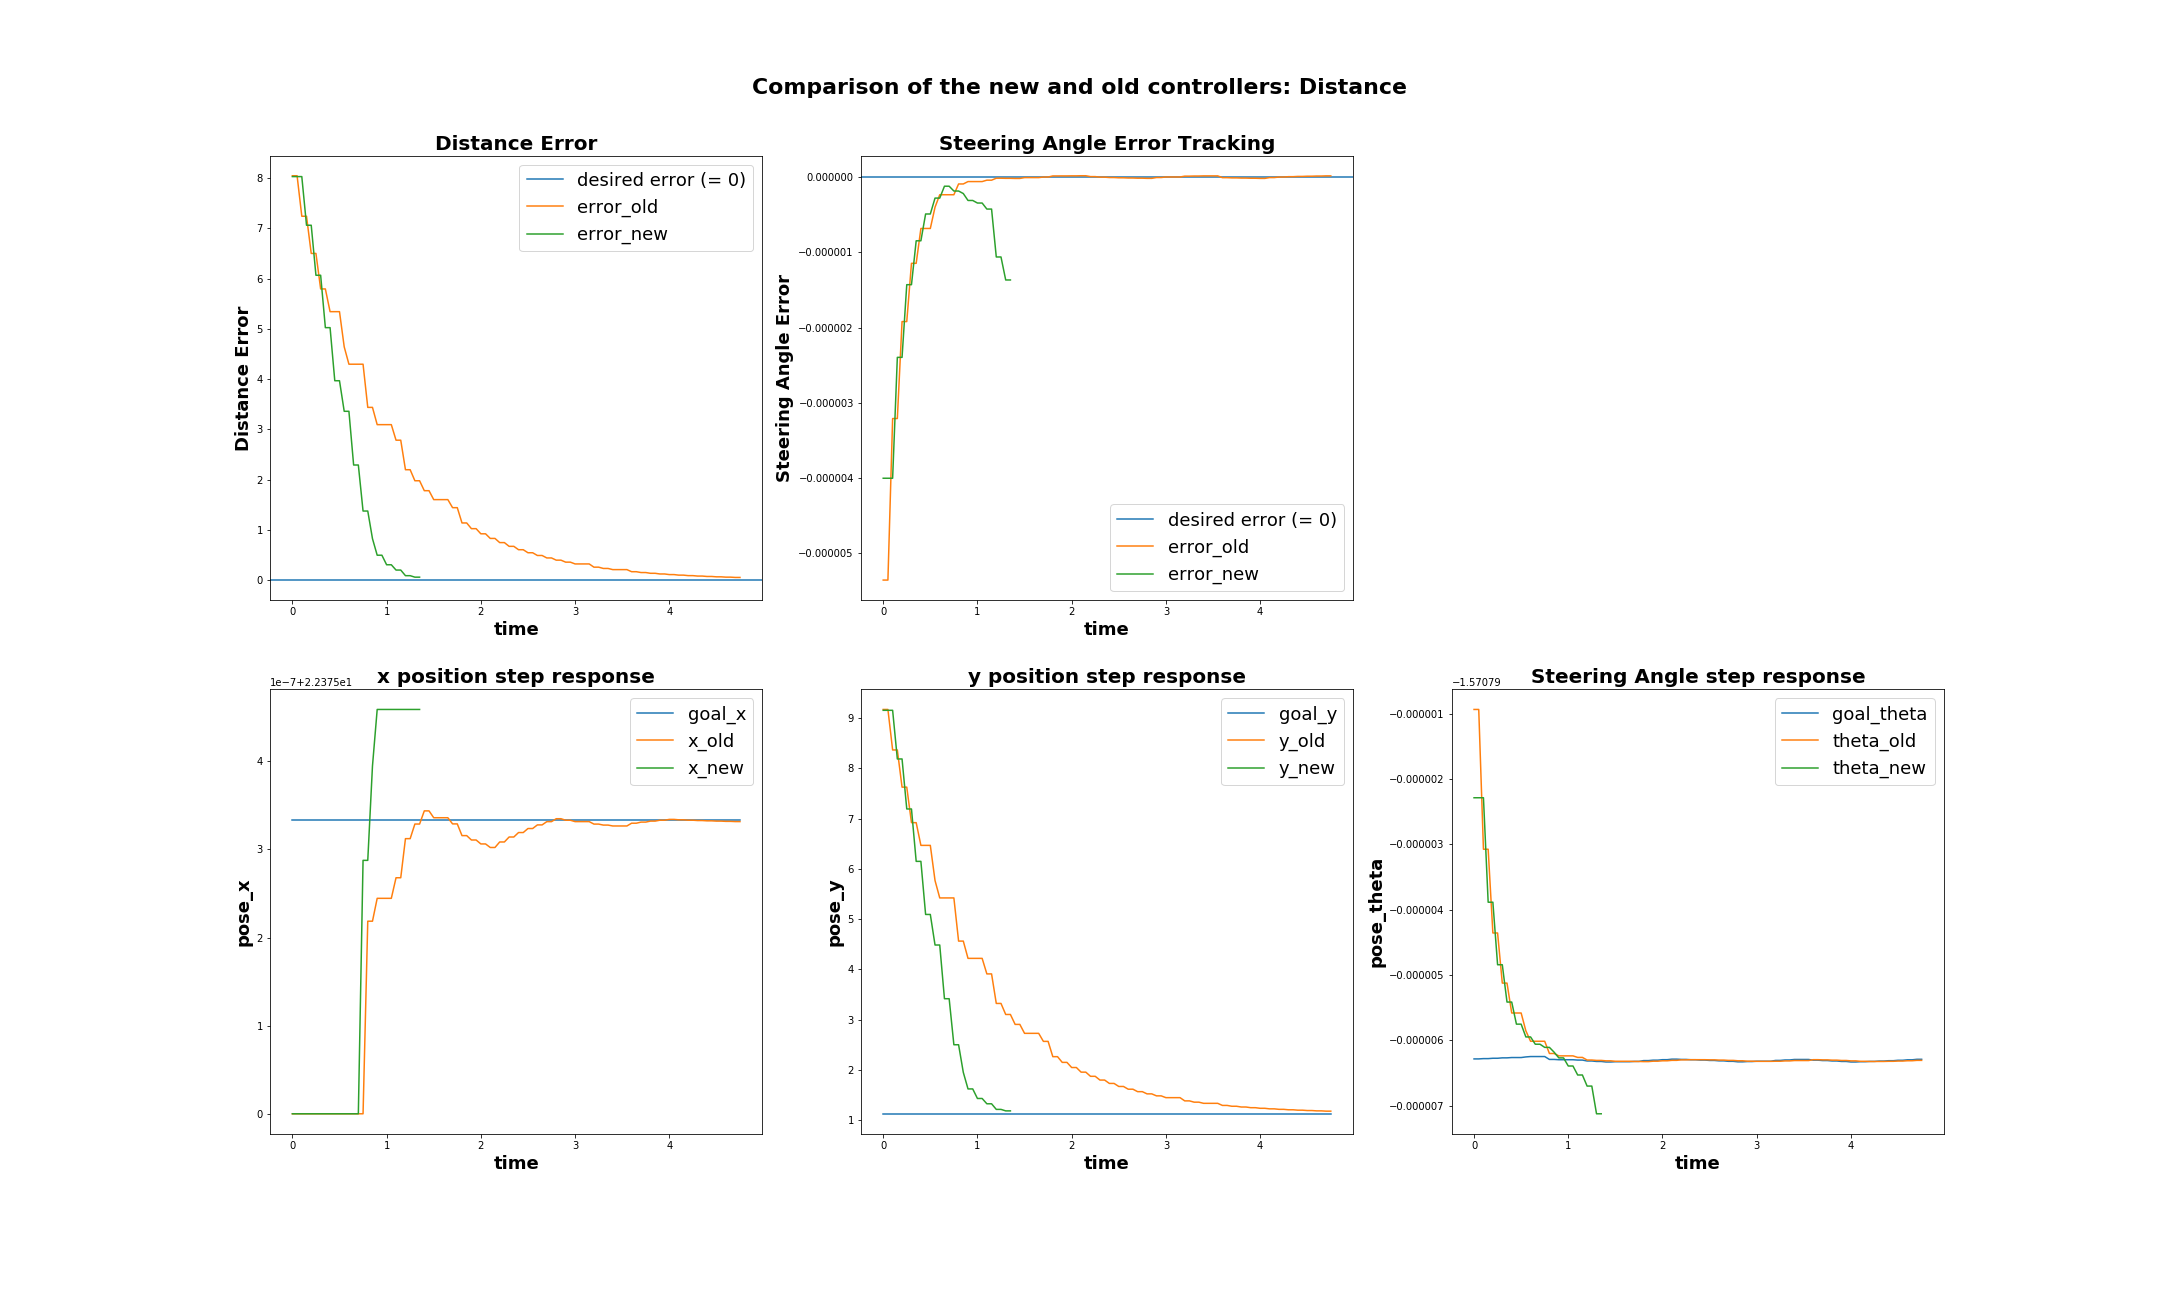 Comparison of the new and old controllers: Distance
Distance Error
desired error (= 0)
error_old
error_new
8
7
6
5
4
3
2
1
0
Distance Error
0 1 2 3 4
time
Steering Angle Error Tracking
0.000000
−0.000001
−0.000002
−0.000003
−0.000004
−0.000005
Steering Angle Error
desired error (= 0)
error_old
error_new
0 1 2 3 4
time
x position step response
1e−7+2.2375e1
goal_x
x_old
x_new
4
3
2
1
0
pose_x
0 1 2 3 4
time
y position step response
goal_y
y_old
y_new
9
8
7
6
5
4
3
2
1
pose_y
0 1 2 3 4
time
Steering Angle step response
−1.57079
goal_theta
theta_old
theta_new
−0.000001
−0.000002
−0.000003
−0.000004
−0.000005
−0.000006
−0.000007
pose_theta
0 1 2 3 4
time